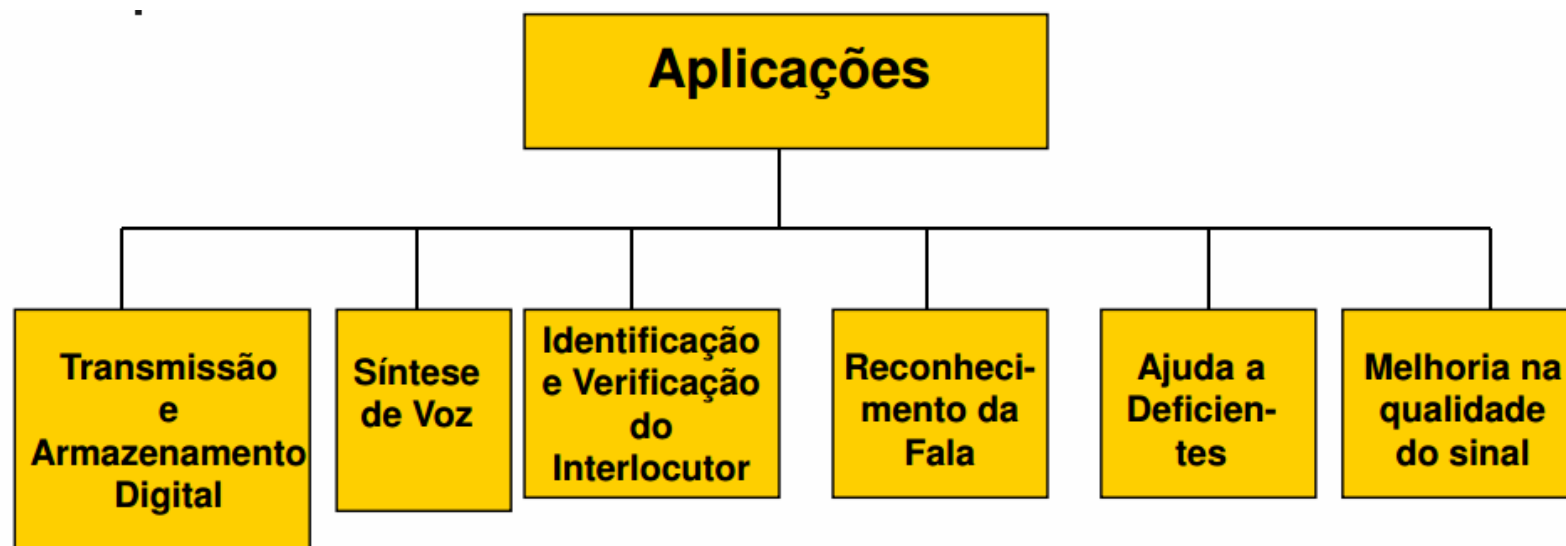 Aplicações
Transmissão
e
Armazenamento
Digital
Síntese
de Voz
Identificação
e Verificação
do
Interlocutor
Reconheci-
mento da
Fala
Ajuda a
Deficien-
tes
Melhoria na
qualidade
do sinal